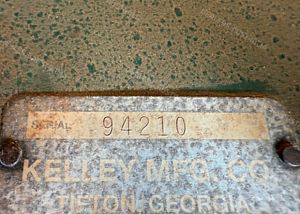 SERIAL 94210
KELLEY MFG. CO.
TIFTON, GEORGIA